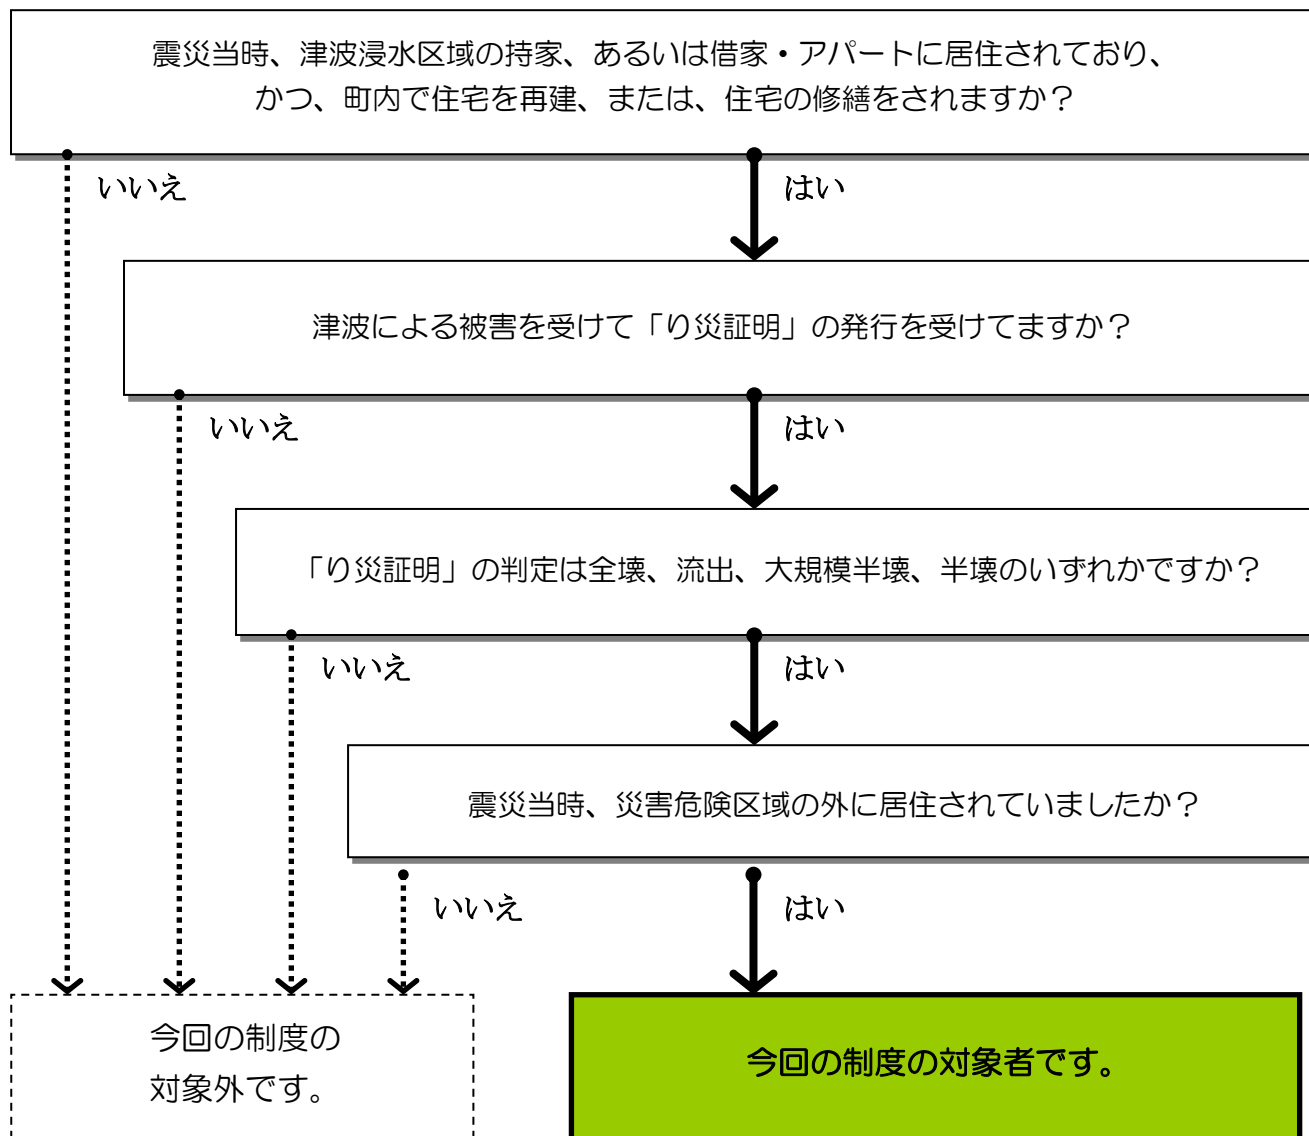 震災当時、津波浸水区域の持家、あるいは借家・アパートに居住されており、
かつ、町内で住宅を再建、または、住宅の修繕をされますか？
いいえ
はい
津波による被害を受けて「り災証明」の発行を受けてますか？
いいえ
はい
「り災証明」の判定は全壊、流出、大規模半壊、半壊のいずれかですか？
いいえ
はい
震災当時、災害危険区域の外に居住されていましたか？
いいえ
はい
今回の制度の
対象外です。
今回の制度の対象者です。